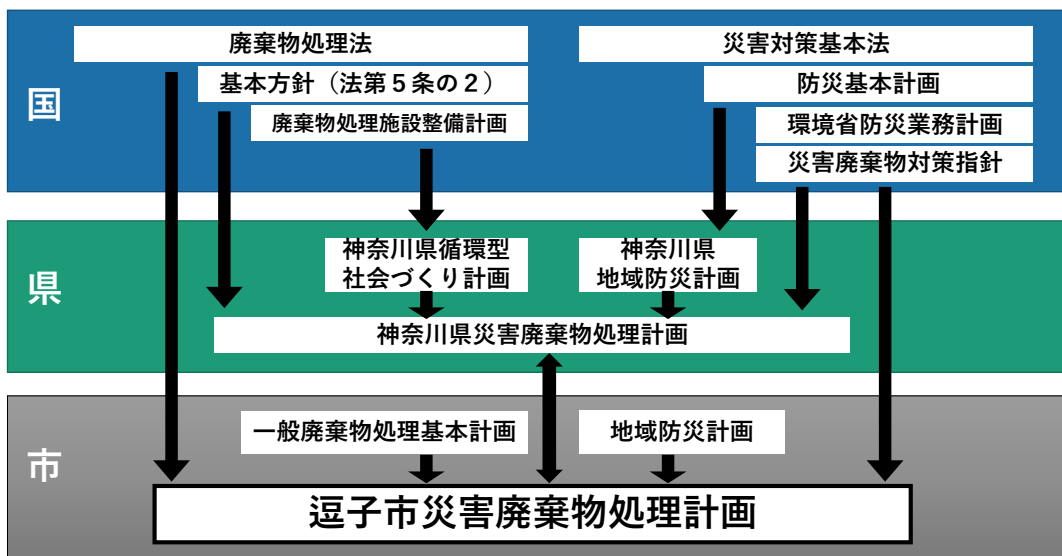 国
廃棄物処理法
基本方針（法第５条の２）
廃棄物処理施設整備計画
災害対策基本法
防災基本計画
環境省防災業務計画
災害廃棄物対策指針
県
神奈川県循環型
社会づくり計画
神奈川県
地域防災計画
神奈川県災害廃棄物処理計画
市
一般廃棄物処理基本計画
地域防災計画
逗子市災害廃棄物処理計画